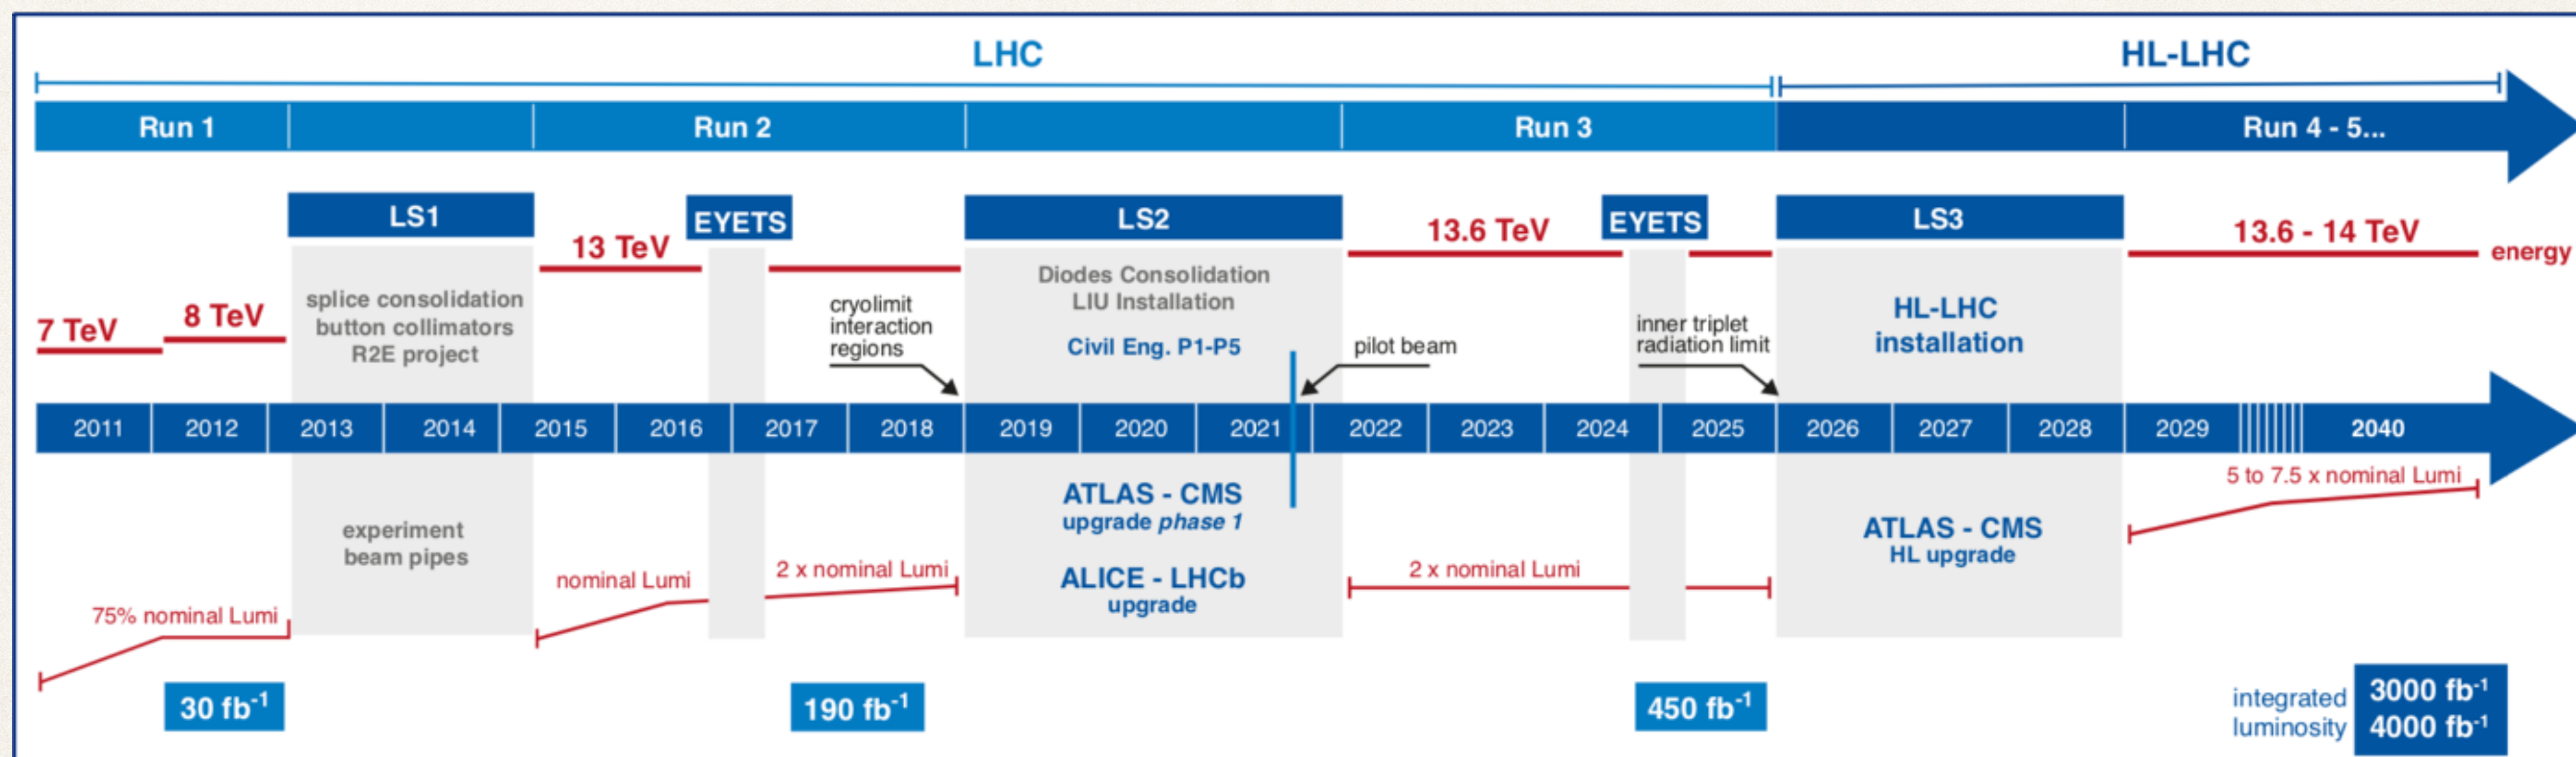 LHC
HL-LHC
Run 1
Run 2
Run 3
Run 4 - 5...
LS1
EYETS
LS2
EYETS
LS3
7 TeV
8 TeV
13 TeV
13.6 TeV
13.6 - 14 TeV
energy
splice consolidation
button collimators
R2E project
cryolimit
interaction
regions
Diodes Consolidation
LIU Installation
Civil Eng. P1-P5
pilot beam
inner triplet
radiation limit
HL-LHC
installation
2011 2012 2013 2014 2015 2016 2017 2018 2019 2020 2021 2022 2023 2024 2025 2026 2027 2028 2029 2040
experiment
beam pipes
ATLAS - CMS
upgrade phase 1
ALICE - LHCb
upgrade
ATLAS - CMS
HL upgrade
75% nominal Lumi
nominal Lumi
2 x nominal Lumi
2 x nominal Lumi
5 to 7.5 x nominal Lumi
30 fb⁻¹
190 fb⁻¹
450 fb⁻¹
integrated
luminosity
3000 fb⁻¹
4000 fb⁻¹